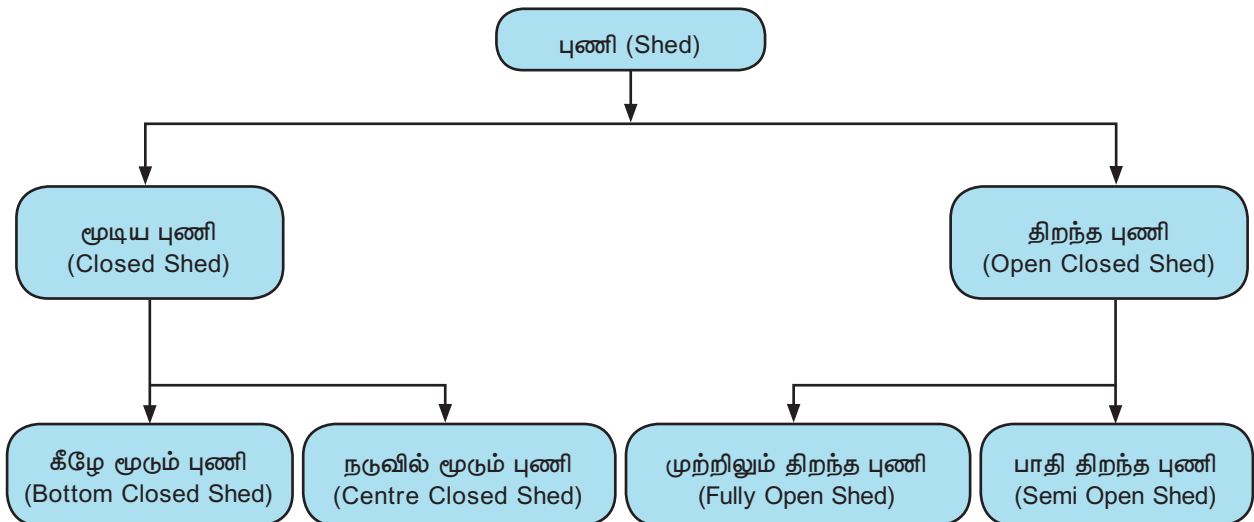 புணி (Shed)
மூடிய புணி
(Closed Shed)
திறந்த புணி
(Open Closed Shed)
கீழே மூடும் புணி
(Bottom Closed Shed)
நடுவில் மூடும் புணி
(Centre Closed Shed)
முற்றிலும் திறந்த புணி
(Fully Open Shed)
பாதி திறந்த புணி
(Semi Open Shed)